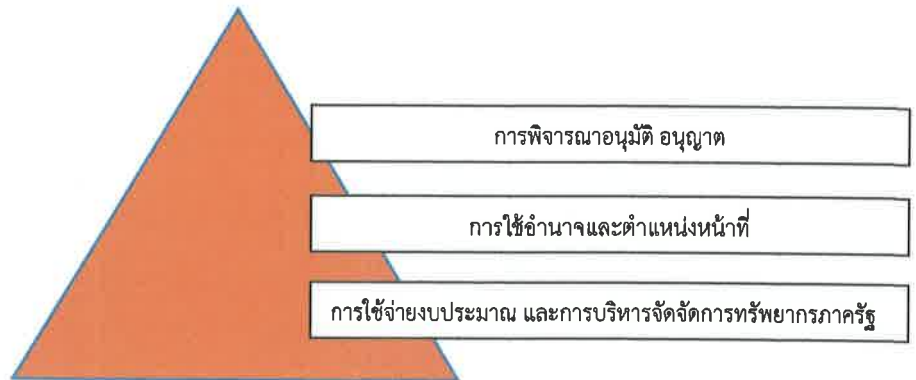 การพิจารณาอนุมัติ อนุญาต
การใช้อำนาจและตำแหน่งหน้าที่
การใช้จ่ายงบประมาณ และการบริหารจัดจัดการทรัพยากรภาครัฐ